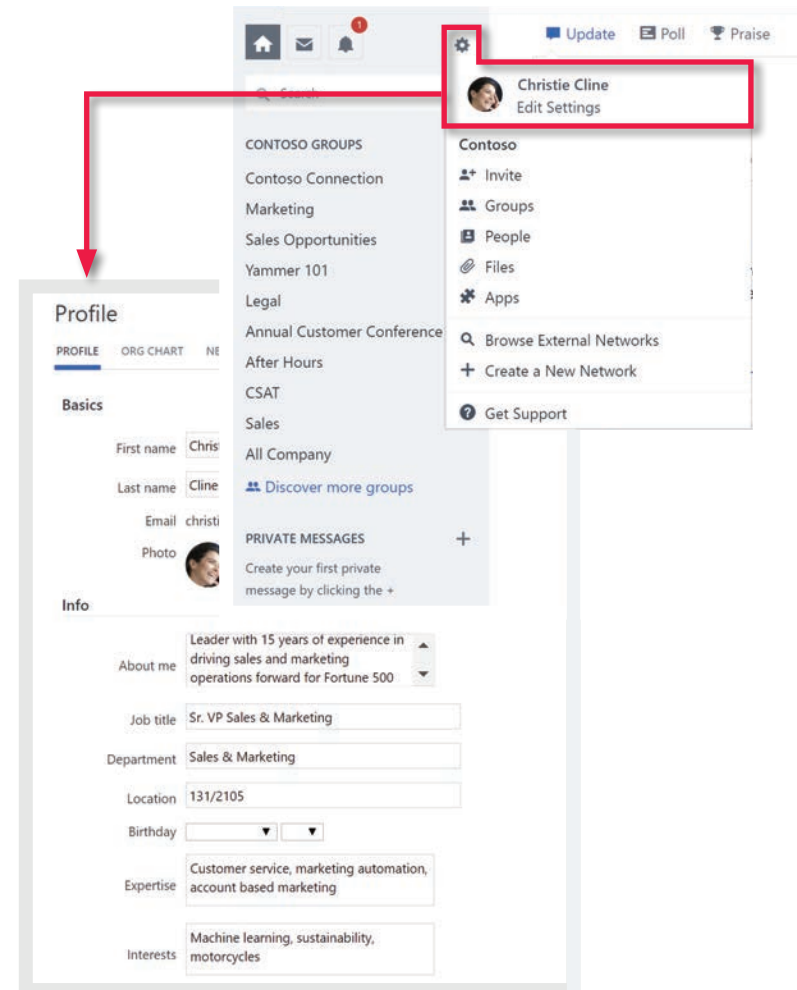 1
Update
Poll
Praise
Search
Christie Cline
Edit Settings
CONTOSO GROUPS
Contoso Connection
Marketing
Sales Opportunities
Yammer 101
Legal
Annual Customer Conference
After Hours
CSAT
Sales
All Company
Discover more groups
PRIVATE MESSAGES +
Create your first private
message by clicking the +
Contoso
Invite
Groups
People
Files
Apps
Browse External Networks
+ Create a New Network
Get Support
Profile
PROFILE ORG CHART NE
Basics
First name Chris
Last name Cline
Email christi
Photo
Info
About me
Leader with 15 years of experience in
driving sales and marketing
operations forward for Fortune 500
Job title Sr. VP Sales & Marketing
Department Sales & Marketing
Location 131/2105
Birthday
Expertise
Customer service, marketing automation,
account based marketing
Interests
Machine learning, sustainability,
motorcycles